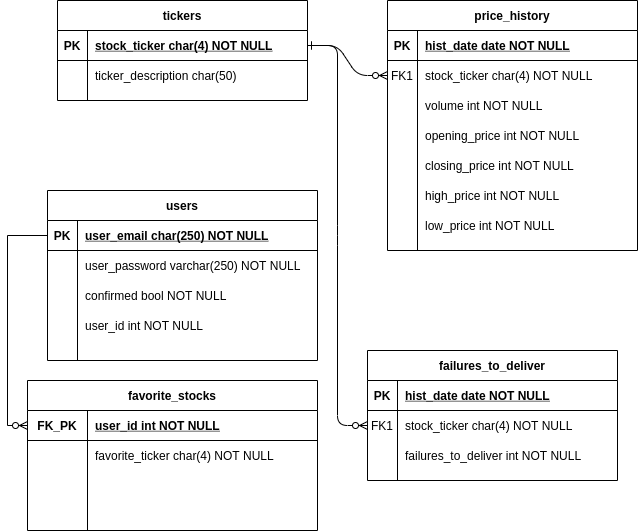 tickers
PK stock_ticker char(4) NOT NULL
ticker_description char(50)
price_history
PK hist_date date NOT NULL
FK1 stock_ticker char(4) NOT NULL
volume int NOT NULL
opening_price int NOT NULL
closing_price int NOT NULL
high_price int NOT NULL
low_price int NOT NULL
users
PK user_email char(250) NOT NULL
user_password varchar(250) NOT NULL
confirmed bool NOT NULL
user_id int NOT NULL
failures_to_deliver
PK hist_date date NOT NULL
FK1 stock_ticker char(4) NOT NULL
failures_to_deliver int NOT NULL
favorite_stocks
FK_PK user_id int NOT NULL
favorite_ticker char(4) NOT NULL